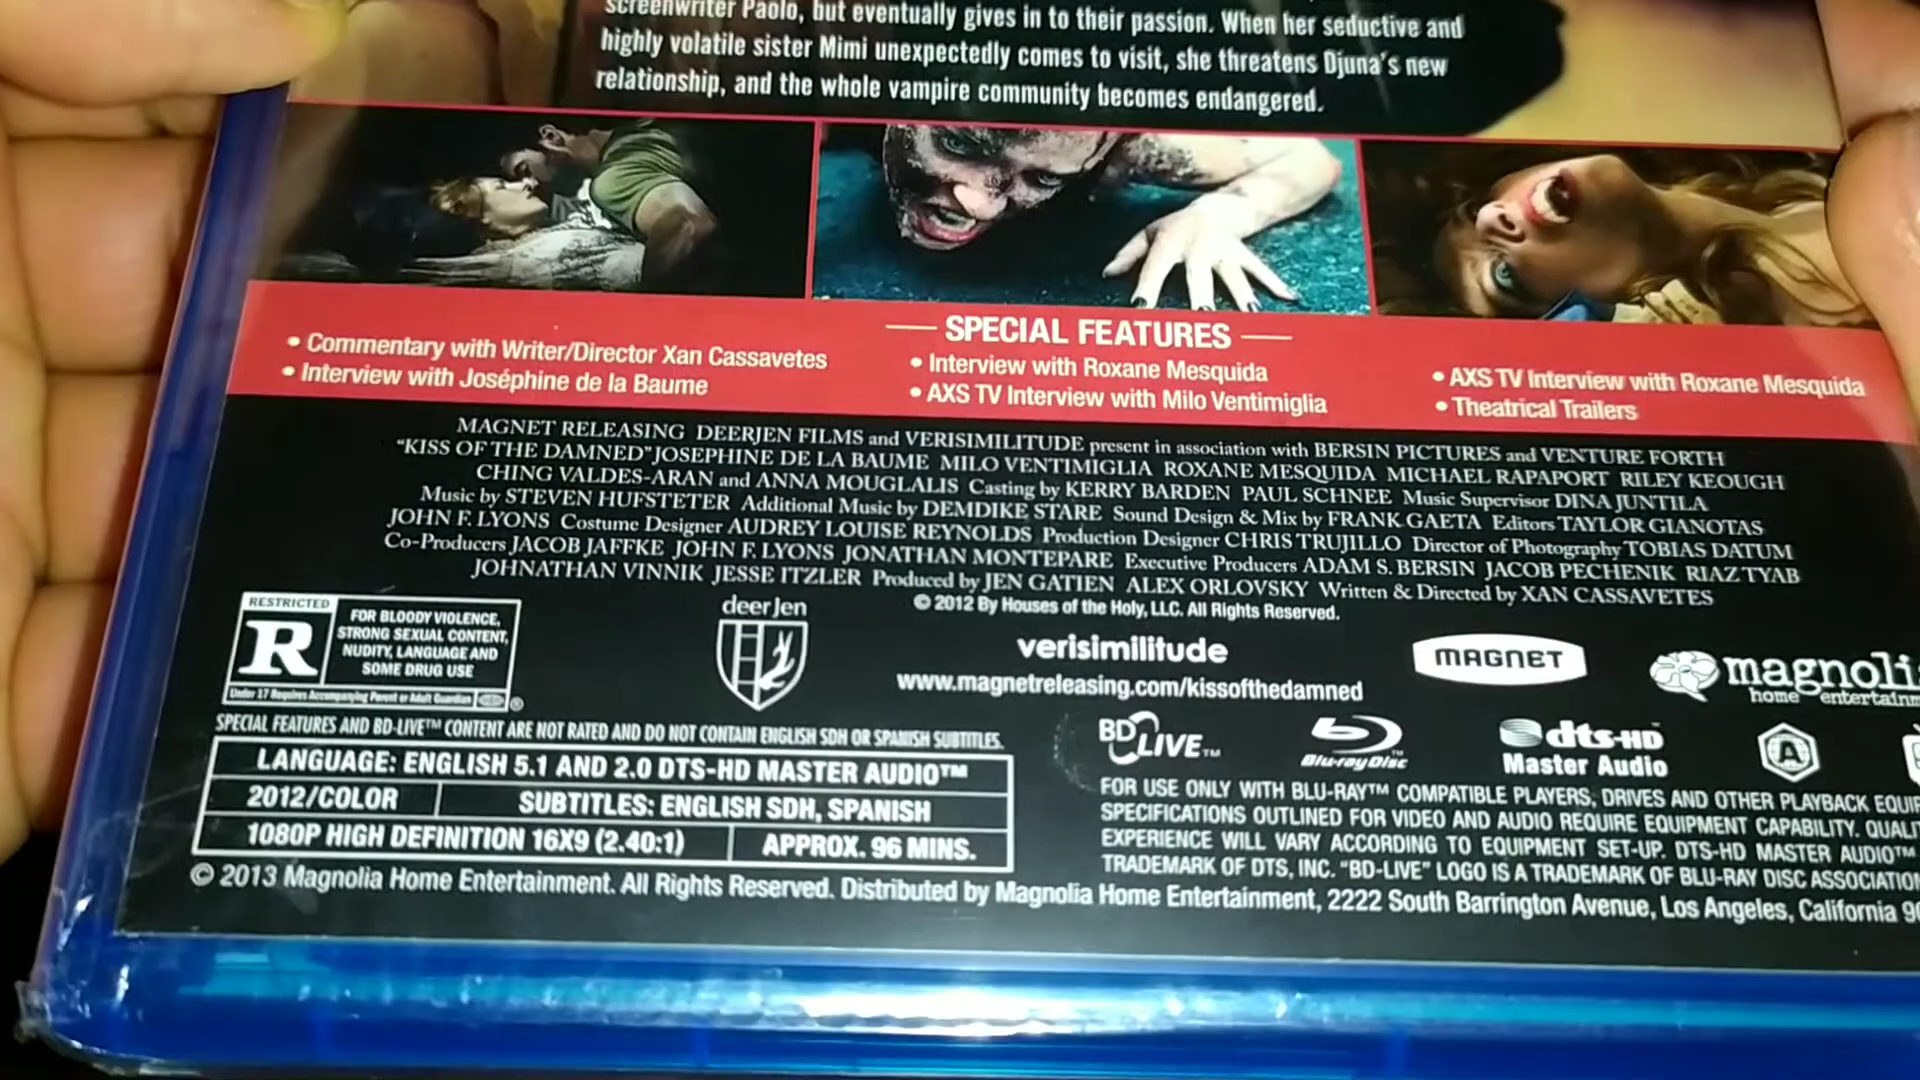 screenwriter Paolo, but eventually gives in to their passion. When her seductive and
highly volatile sister Mimi unexpectedly comes to visit, she threatens Djuna's new
relationship, and the whole vampire community becomes endangered.
SPECIAL FEATURES
• Commentary with Writer/Director Xan Cassavetes
• Interview with Joséphine de la Baume
• Interview with Roxane Mesquida
• AXS TV Interview with Milo Ventimiglia
• AXS TV Interview with Roxane Mesquida
• Theatrical Trailers
MAGNET RELEASING DEERJEN FILMS and VERISIMILITUDE present in association with BERSIN PICTURES and VENTURE FORTH
"KISS OF THE DAMNED" JOSEPHINE DE LA BAUME MILO VENTIMIGLIA ROXANE MESQUIDA MICHAEL RAPAPORT RILEY KEOUGH
CHING VALDES-ARAN and ANNA MOUGLALIS Casting by KERRY BARDEN PAUL SCHNEE Music Supervisor DINA JUNTILA
Music by STEVEN HUFSTETER Additional Music by DEMDIKE STARE Sound Design & Mix by FRANK GAETA Editors TAYLOR GIANOTAS
JOHN F. LYONS Costume Designer AUDREY LOUISE REYNOLDS Production Designer CHRIS TRUJILLO Director of Photography TOBIAS DATUM
Co-Producers JACOB JAFFKE JOHN F. LYONS JONATHAN MONTEPARE Executive Producers ADAM S. BERSIN JACOB PECHENIK RIAZ TYAB
JOHNATHAN VINNIK JESSE ITZLER Produced by JEN GATIEN ALEX ORLOVSKY Written & Directed by XAN CASSAVETES
© 2012 By Houses of the Holy, LLC. All Rights Reserved.
RESTRICTED
R
FOR BLOODY VIOLENCE,
STRONG SEXUAL CONTENT,
NUDITY, LANGUAGE AND
SOME DRUG USE
Under 17 Requires Accompanying Parent or Adult Guardian
®
deerjen
verisimilitude
MAGNET
magnoli
home entertainm
www.magnetreleasing.com/kissofthedamned
SPECIAL FEATURES AND BD-LIVE™ CONTENT ARE NOT RATED AND DO NOT CONTAIN ENGLISH SDH OR SPANISH SUBTITLES.
LANGUAGE: ENGLISH 5.1 AND 2.0 DTS-HD MASTER AUDIO™
2012/COLOR
SUBTITLES: ENGLISH SDH, SPANISH
1080P HIGH DEFINITION 16X9 (2.40:1)
APPROX. 96 MINS.
BD LIVE™
Blu-ray Disc™
dts-HD
Master Audio
A
FOR USE ONLY WITH BLU-RAY™ COMPATIBLE PLAYERS, DRIVES AND OTHER PLAYBACK EQUIP
SPECIFICATIONS OUTLINED FOR VIDEO AND AUDIO REQUIRE EQUIPMENT CAPABILITY. QUALIT
EXPERIENCE WILL VARY ACCORDING TO EQUIPMENT SET-UP. DTS-HD MASTER AUDIO™
TRADEMARK OF DTS, INC. "BD-LIVE" LOGO IS A TRADEMARK OF BLU-RAY DISC ASSOCIATION
© 2013 Magnolia Home Entertainment. All Rights Reserved. Distributed by Magnolia Home Entertainment, 2222 South Barrington Avenue, Los Angeles, California 9